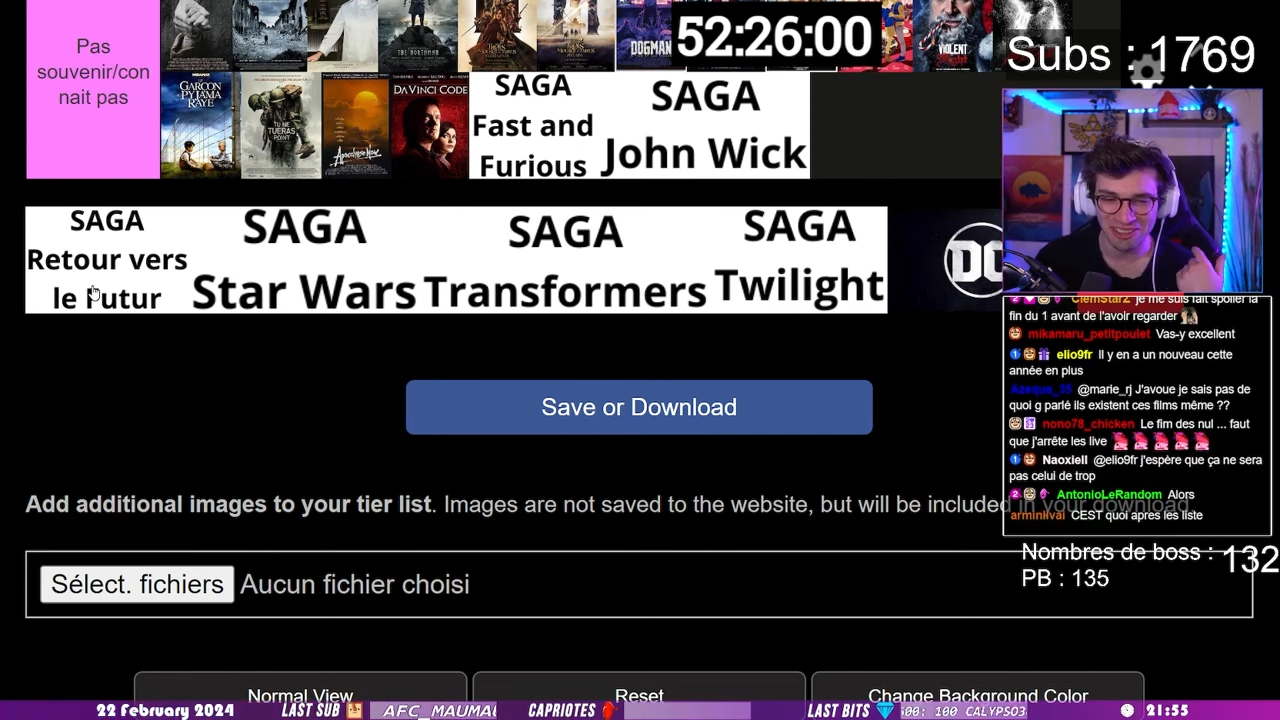 52:26:00
Subs : 1769
Pas
souvenir/con
nait pas
THE NORTHMAN
DOGMAN
VIOLENT
LE GARÇON
AU PYJAMA
RAYÉ
TU NE
TUERAS
POINT
Apocalypse Now
DA VINCI CODE
SAGA
Fast and
Furious
SAGA
John Wick
SAGA
Retour vers
le Futur
SAGA
Star Wars
SAGA
Transformers
SAGA
Twilight
DC
ClemStarZ je me suis fait spoiler la
fin du 1 avant de l'avoir regarder
mikamaru_petitpoulet Vas-y excellent
elio9fr Il y en a un nouveau cette
année en plus
Azeque_35 @marie_rj J'avoue je sais pas de
quoi g parlé ils existent ces films même ??
nono78_chicken Le fim des nul ... faut
que j'arrête les live
Naoxiell @elio9fr j'espère que ça ne sera
pas celui de trop
AntonioLeRandom Alors
arminlivai CEST quoi apres les liste
Save or Download
Add additional images to your tier list. Images are not saved to the website, but will be included in your download
Nombres de boss : 132
PB : 135
Sélect. fichiers Aucun fichier choisi
Normal View
Reset
Change Background Color
22 February 2024
LAST SUB
AFC_MAUMAU
CAPRIOTES
LAST BITS
100 CALYPSO3
21:55